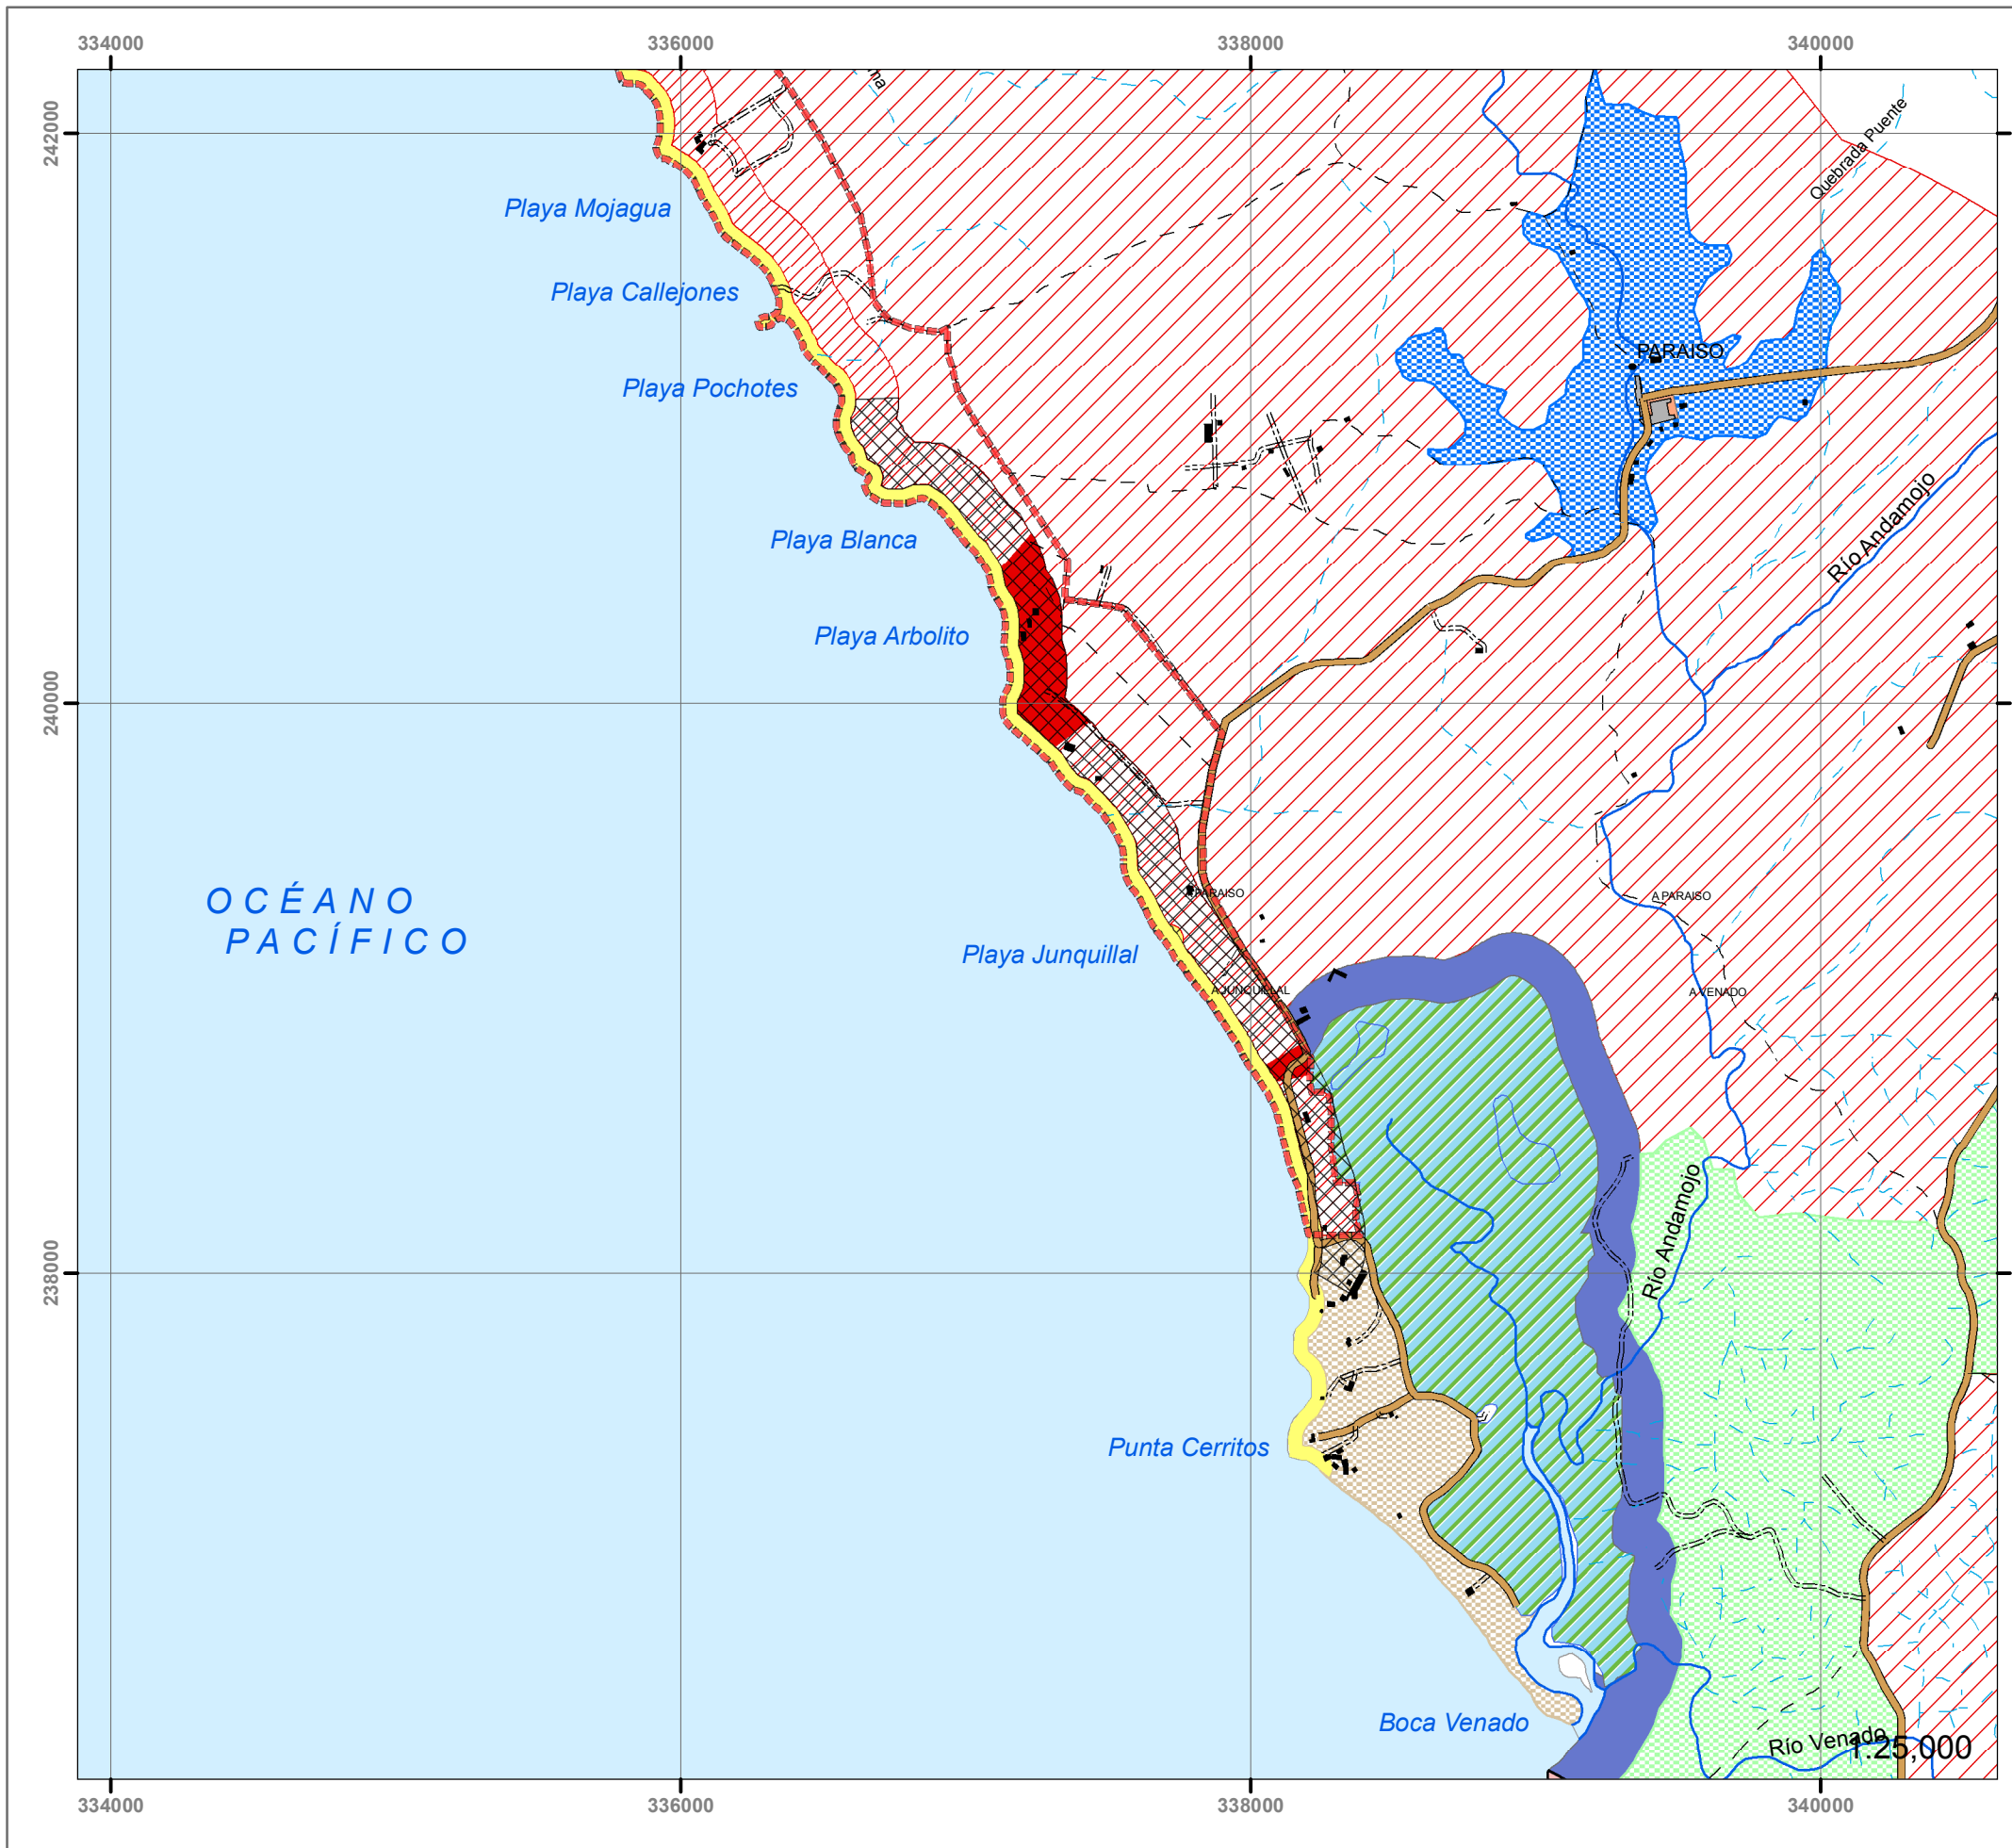 334000
336000
338000
340000
242000
Quebrada Puente
Playa Mojagua
Playa Callejones
PARAISO
Playa Pochotes
Río Andamojo
Playa Blanca
Playa Arbolito
240000
OCÉANO
PACÍFICO
PARAISO
A PARAISO
Playa Junquillal
A JUNQUILLAL
A VENADO
A
Río Andamojo
238000
Punta Cerritos
Boca Venado
Río Venado
1:25,000
334000
336000
338000
340000